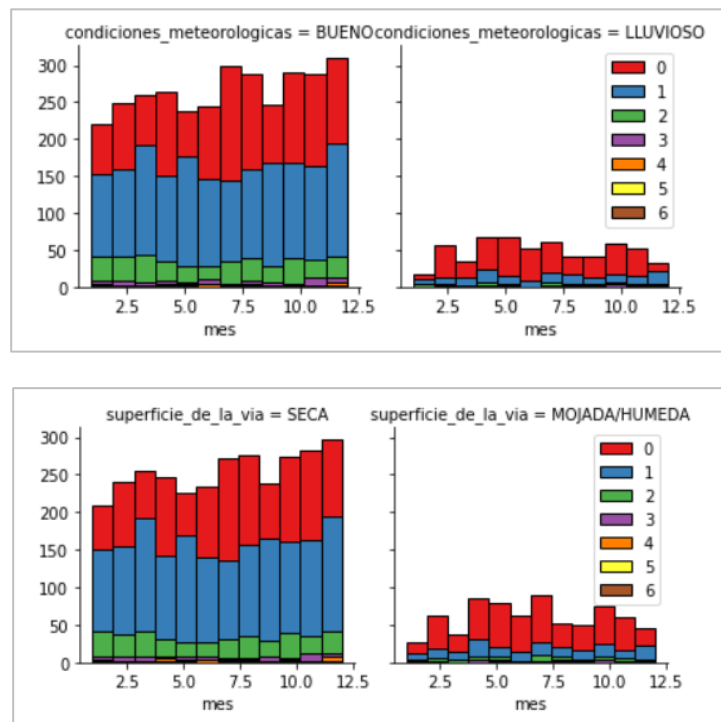 condiciones_meteorologicas = BUENO
condiciones_meteorologicas = LLUVIOSO
300
250
200
150
100
50
0
0
1
2
3
4
5
6
2.5 5.0 7.5 10.0 12.5
2.5 5.0 7.5 10.0 12.5
mes
mes
superficie_de_la_via = SECA
superficie_de_la_via = MOJADA/HUMEDA
300
250
200
150
100
50
0
0
1
2
3
4
5
6
2.5 5.0 7.5 10.0 12.5
2.5 5.0 7.5 10.0 12.5
mes
mes